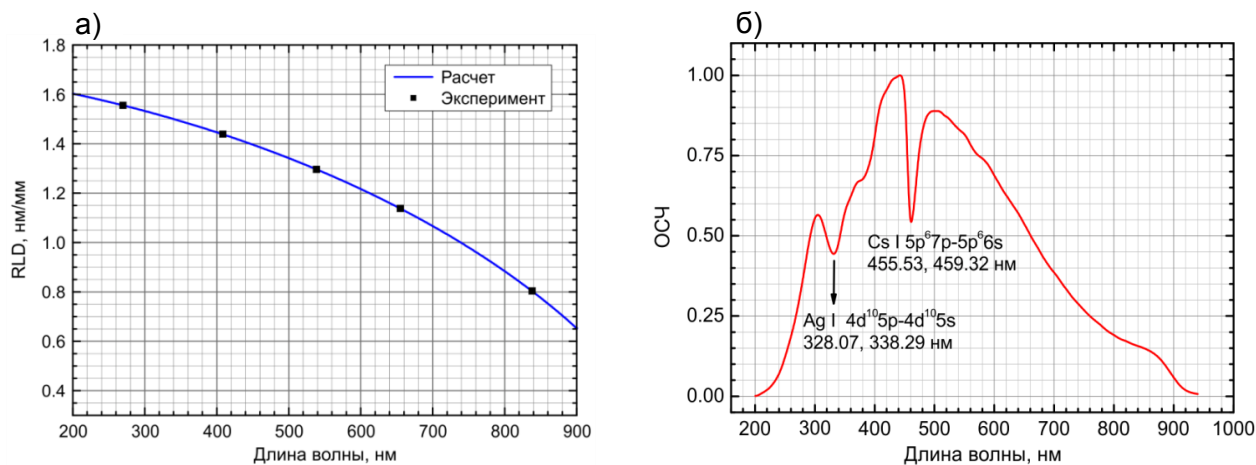 а)
1.8
1.6
1.4
1.2
1.0
0.8
0.6
0.4
RLD, нм/мм
Расчет
Эксперимент
200 300 400 500 600 700 800 900
Длина волны, нм
б)
1.00
0.75
0.50
0.25
0.00
ОСЧ
Cs I 5p⁶7p-5p⁶6s
455.53, 459.32 нм
Ag I 4d¹⁰5p-4d¹⁰5s
328.07, 338.29 нм
200 300 400 500 600 700 800 900 1000
Длина волны, нм